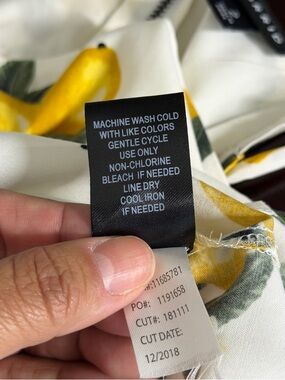 MACHINE WASH COLD
WITH LIKE COLORS
GENTLE CYCLE
USE ONLY
NON-CHLORINE
BLEACH IF NEEDED
LINE DRY
COOL IRON
IF NEEDED
#:11685781
PO#: 1191658
CUT#: 181111
CUT DATE:
12/2018